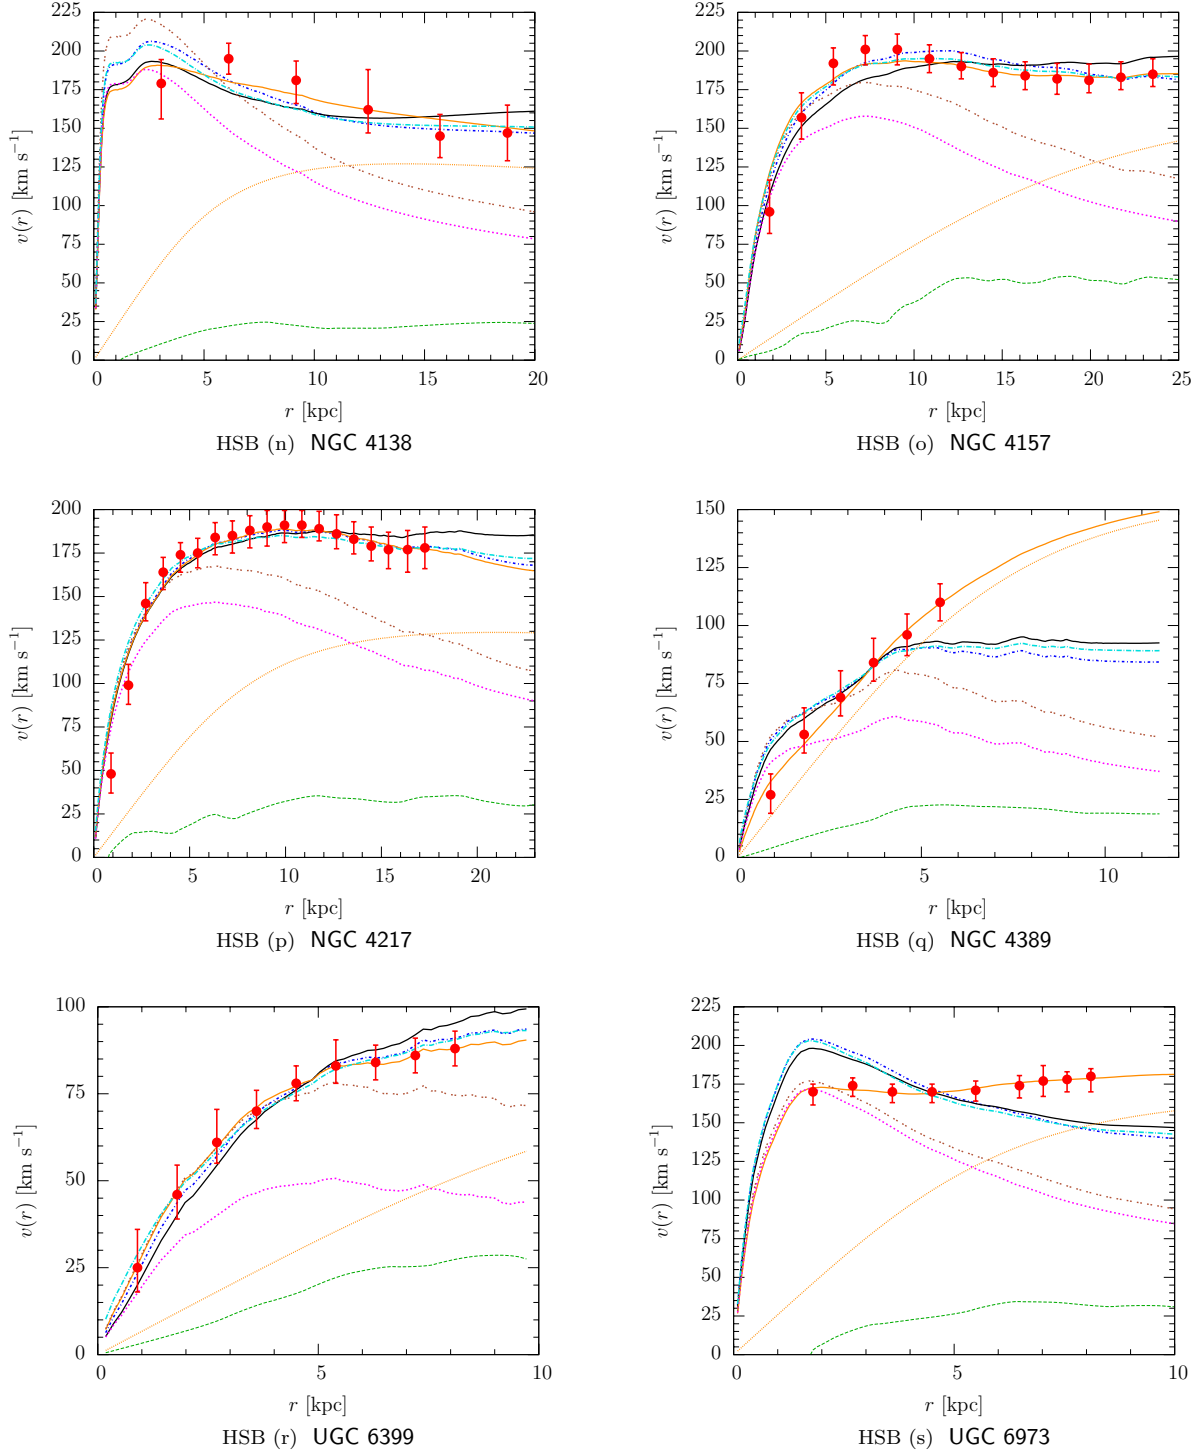 225
200
175
150
125
100
75
50
25
0
v(r) [km s⁻¹]
0 5 10 15 20
r [kpc]
HSB (n) NGC 4138
225
200
175
150
125
100
75
50
25
0
v(r) [km s⁻¹]
0 5 10 15 20 25
r [kpc]
HSB (o) NGC 4157
200
175
150
125
100
75
50
25
0
v(r) [km s⁻¹]
0 5 10 15 20
r [kpc]
HSB (p) NGC 4217
150
125
100
75
50
25
0
v(r) [km s⁻¹]
0 5 10
r [kpc]
HSB (q) NGC 4389
100
75
50
25
0
v(r) [km s⁻¹]
0 5 10
r [kpc]
HSB (r) UGC 6399
225
200
175
150
125
100
75
50
25
0
v(r) [km s⁻¹]
0 5 10
r [kpc]
HSB (s) UGC 6973